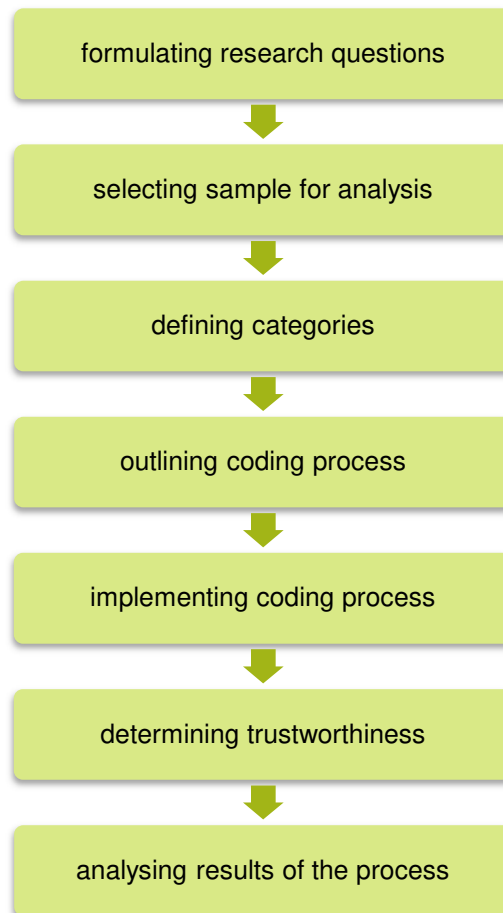 formulating research questions
selecting sample for analysis
defining categories
outlining coding process
implementing coding process
determining trustworthiness
analysing results of the process